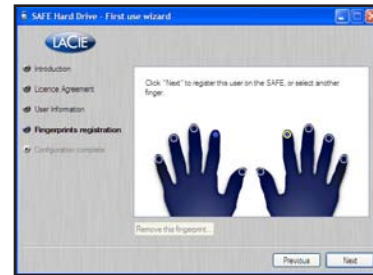 SAFE Hard Drive - First use wizard
LACIE
Introduction
Licence Agreement
User Information
Fingerprints registration
Configuration complete
Click "Next" to register this user on the SAFE, or select another
finger.
Remove this fingerprint...
Previous
Next